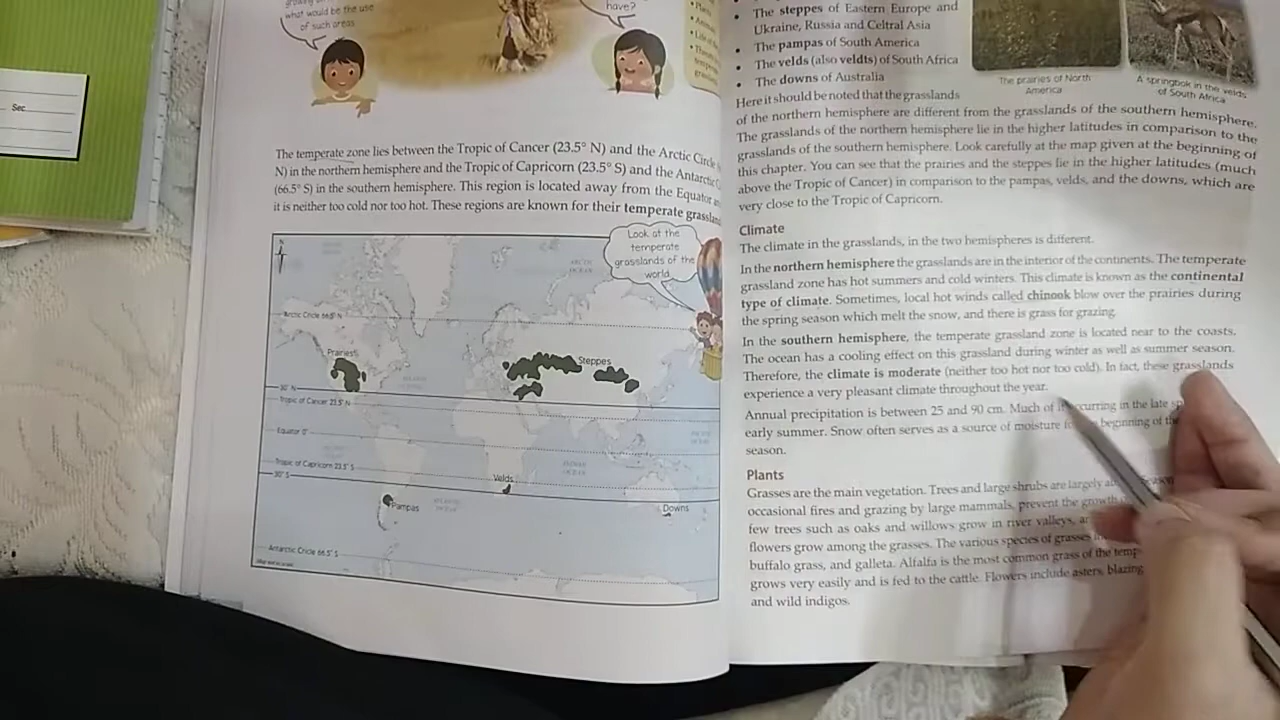 Sec
what would be the use
of such areas
have?
The temperate zone lies between the Tropic of Cancer (23.5° N) and the Arctic Circle
N) in the northern hemisphere and the Tropic of Capricorn (23.5° S) and the Antarctic
(66.5° S) in the southern hemisphere. This region is located away from the Equator
it is neither too cold nor too hot. These regions are known for their temperate
Look at the
temperate
grasslands of the
world.
N
ARCTIC
OCEAN
Arctic Circle 66.5° N
Prairies
Steppes
30° N
Tropic of Cancer 23.5° N
Equator 0°
Tropic of Capricorn 23.5° S
30° S
Velds
Pampas
Downs
Antarctic Circle 66.5° S
• The steppes of Eastern Europe and
Ukraine, Russia and Celtral Asia
• The pampas of South America
• The velds (also veldts) of South Africa
• The downs of Australia
The prairies of North
America
A springbok in the velds
of South Africa
Here it should be noted that the grasslands
of the northern hemisphere are different from the grasslands of the southern hemisphere.
The grasslands of the northern hemisphere lie in the higher latitudes in comparison to the
grasslands of the southern hemisphere. Look carefully at the map given at the beginning of
this chapter. You can see that the prairies and the steppes lie in the higher latitudes (much
above the Tropic of Cancer) in comparison to the pampas, velds, and the downs, which are
very close to the Tropic of Capricorn.
Climate
The climate in the grasslands, in the two hemispheres is different.
In the northern hemisphere the grasslands are in the interior of the continents. The temperate
grassland zone has hot summers and cold winters. This climate is known as the continental
type of climate. Sometimes, local hot winds called chinook blow over the prairies during
the spring season which melt the snow, and there is grass for grazing.
In the southern hemisphere, the temperate grassland zone is located near to the coasts.
The ocean has a cooling effect on this grassland during winter as well as summer season.
Therefore, the climate is moderate (neither too hot nor too cold). In fact, these grasslands
experience a very pleasant climate throughout the year.
Annual precipitation is between 25 and 90 cm. Much of it occurring in the late
early summer. Snow often serves as a source of moisture beginning of the
season.
Plants
Grasses are the main vegetation. Trees and large shrubs are largely
occasional fires and grazing by large mammals, prevent the growth
few trees such as oaks and willows grow in river valleys,
flowers grow among the grasses. The various species of grasses
buffalo grass, and galleta. Alfalfa is the most common grass of the
grows very easily and is fed to the cattle. Flowers include asters, blazing
and wild indigos.